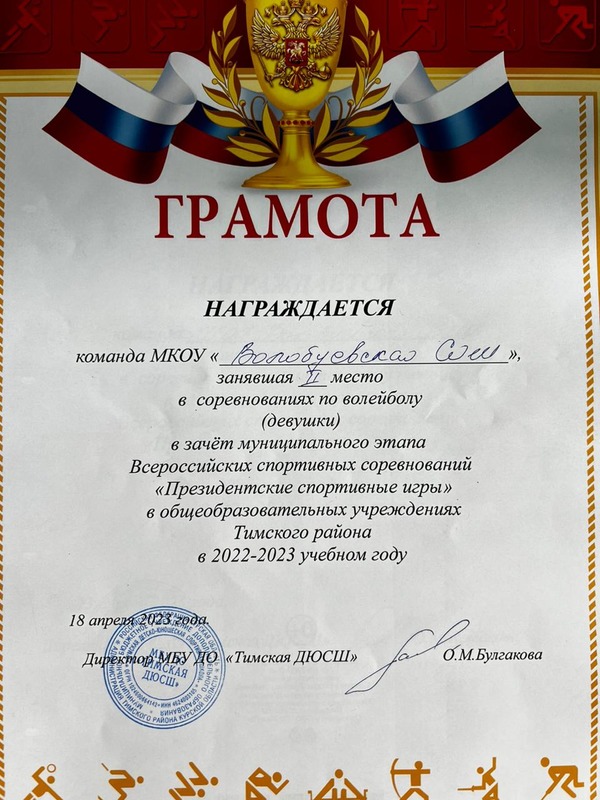 ГРАМОТА
НАГРАЖДАЕТСЯ
команда МКОУ « Волобуевская СОШ »,
занявшая II место
в соревнованиях по волейболу
(девушки)
в зачёт муниципального этапа
Всероссийских спортивных соревнований
«Президентские спортивные игры»
в общеобразовательных учреждениях
Тимского района
в 2022-2023 учебном году
18 апреля 2023 года.
Директор МБУ ДО «Тимская ДЮСШ» О.М.Булгакова
ТИМСКАЯ
ДЮСШ»